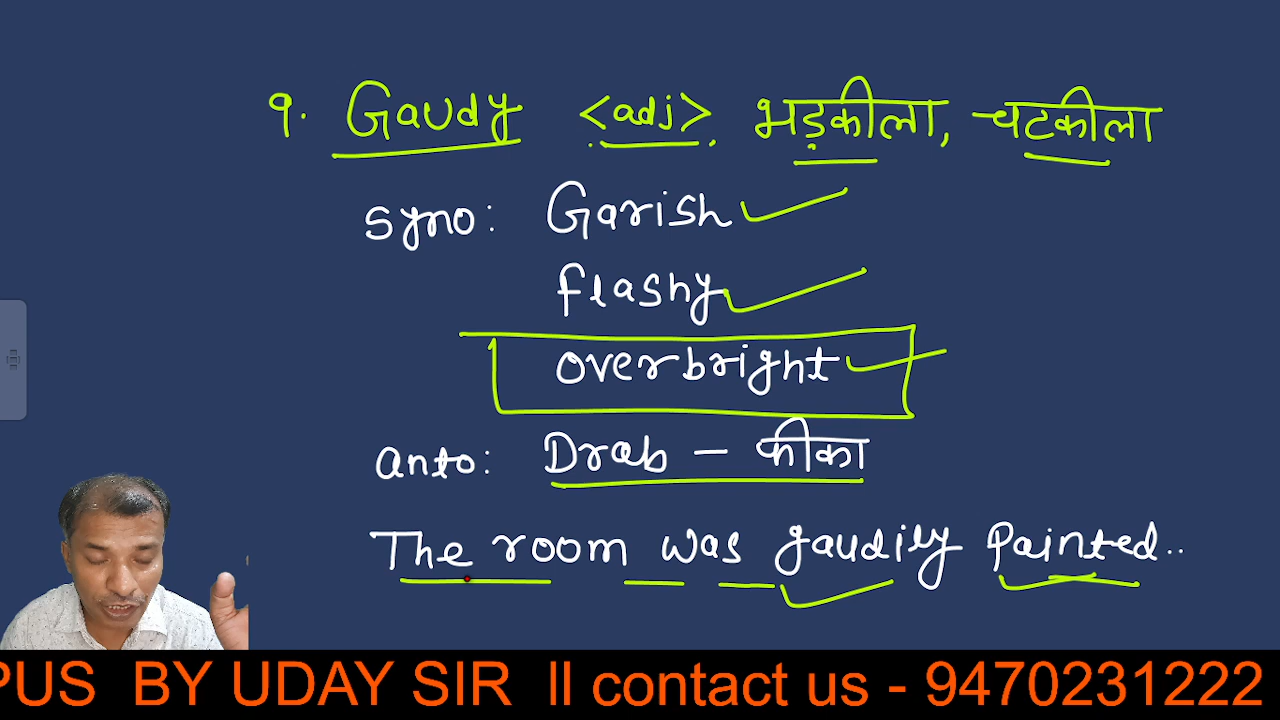 9. Gaudy <adj> भड़कीला, चटकीला
syno: Garish
flashy
overbright
anto: Drab - फीका
The room was gaudily painted..
PUS BY UDAY SIR ll contact us - 9470231222